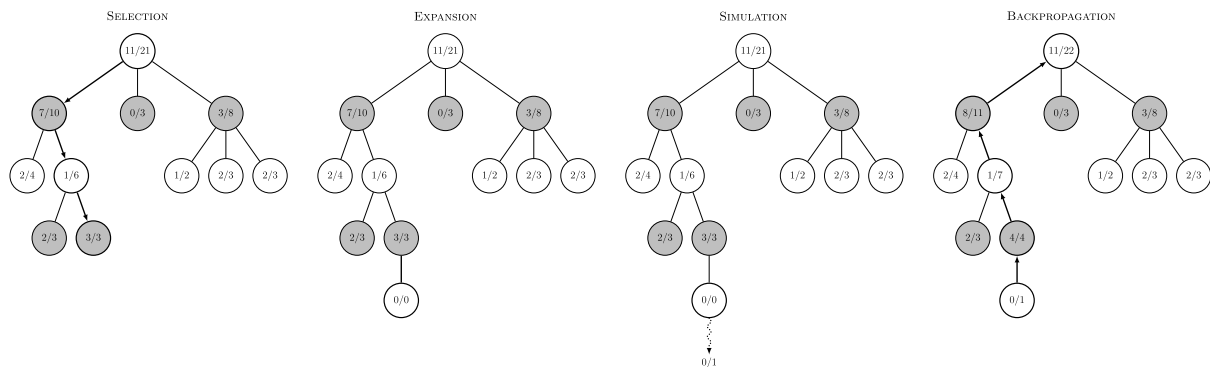 SELECTION
11/21
7/10 0/3 3/8
2/4 1/6 1/2 2/3 2/3
2/3 3/3
EXPANSION
11/21
7/10 0/3 3/8
2/4 1/6 1/2 2/3 2/3
2/3 3/3
0/0
SIMULATION
11/21
7/10 0/3 3/8
2/4 1/6 1/2 2/3 2/3
2/3 3/3
0/0
0/1
BACKPROPAGATION
11/22
8/11 0/3 3/8
2/4 1/7 1/2 2/3 2/3
2/3 4/4
0/1